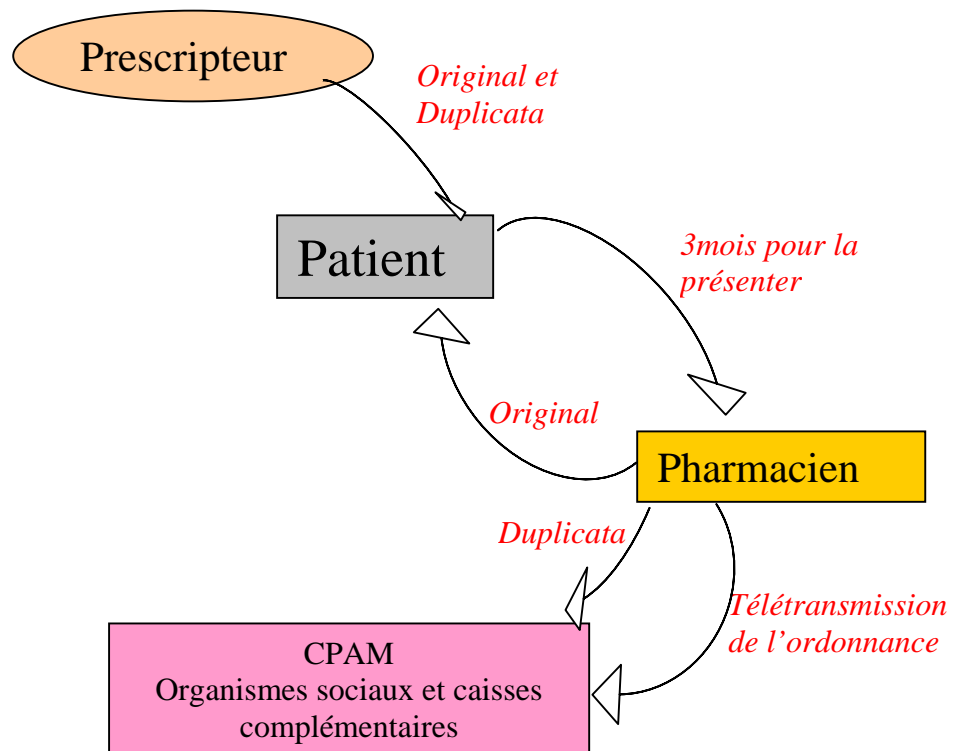 Prescripteur
Original et
Duplicata
Patient
3mois pour la
présenter
Original
Pharmacien
Duplicata
Télétransmission
de l'ordonnance
CPAM
Organismes sociaux et caisses
complémentaires